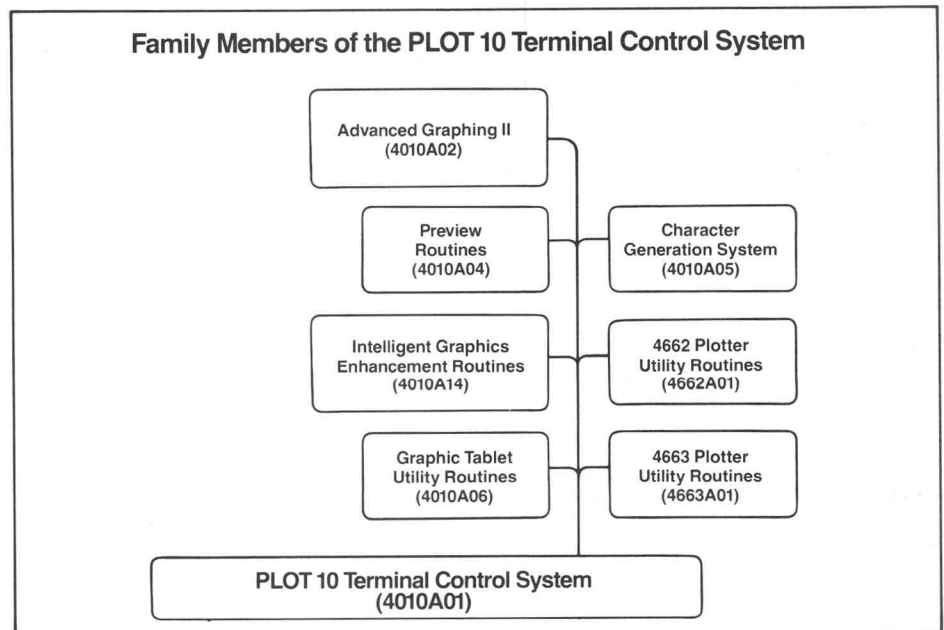 Family Members of the PLOT 10 Terminal Control System
Advanced Graphing II
(4010A02)
Preview
Routines
(4010A04)
Character
Generation System
(4010A05)
Intelligent Graphics
Enhancement Routines
(4010A14)
4662 Plotter
Utility Routines
(4662A01)
Graphic Tablet
Utility Routines
(4010A06)
4663 Plotter
Utility Routines
(4663A01)
PLOT 10 Terminal Control System
(4010A01)